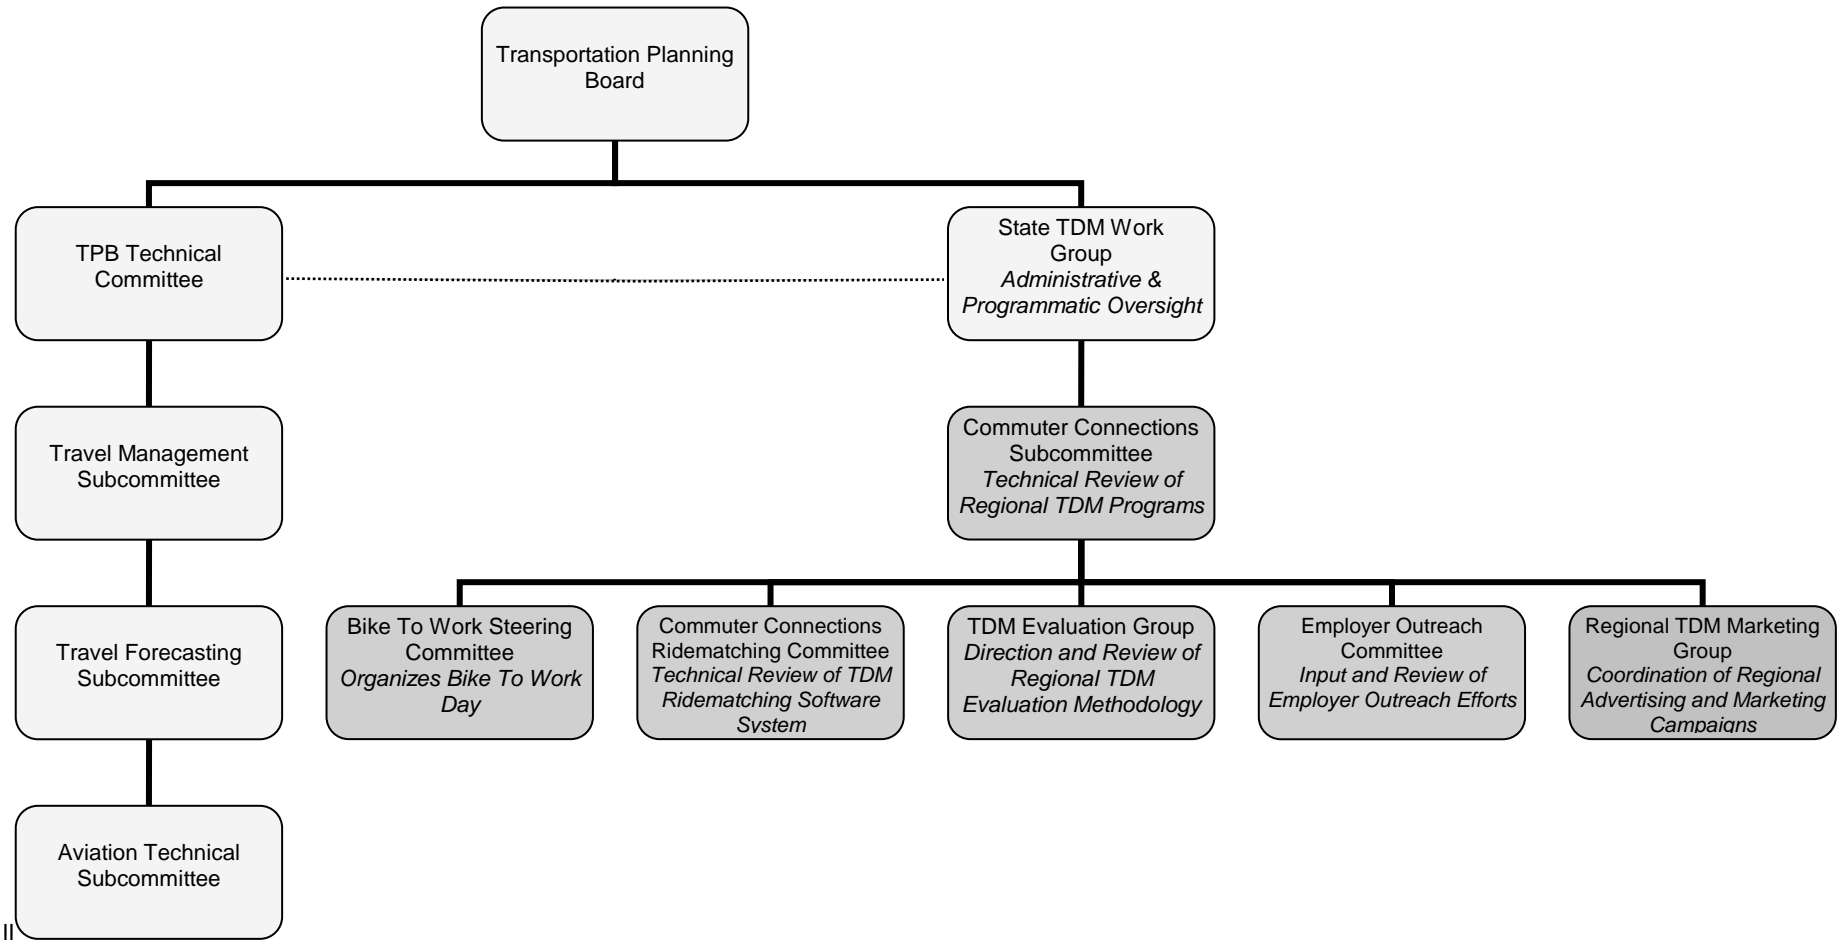 Transportation Planning
Board
TPB Technical
Committee
State TDM Work
Group
Administrative &
Programmatic Oversight
Travel Management
Subcommittee
Commuter Connections
Subcommittee
Technical Review of
Regional TDM Programs
Travel Forecasting
Subcommittee
Bike To Work Steering
Committee
Organizes Bike To Work
Day
Commuter Connections
Ridematching Committee
Technical Review of TDM
Ridematching Software
System
TDM Evaluation Group
Direction and Review of
Regional TDM
Evaluation Methodology
Employer Outreach
Committee
Input and Review of
Employer Outreach Efforts
Regional TDM Marketing
Group
Coordination of Regional
Advertising and Marketing
Campaigns
Aviation Technical
Subcommittee
II